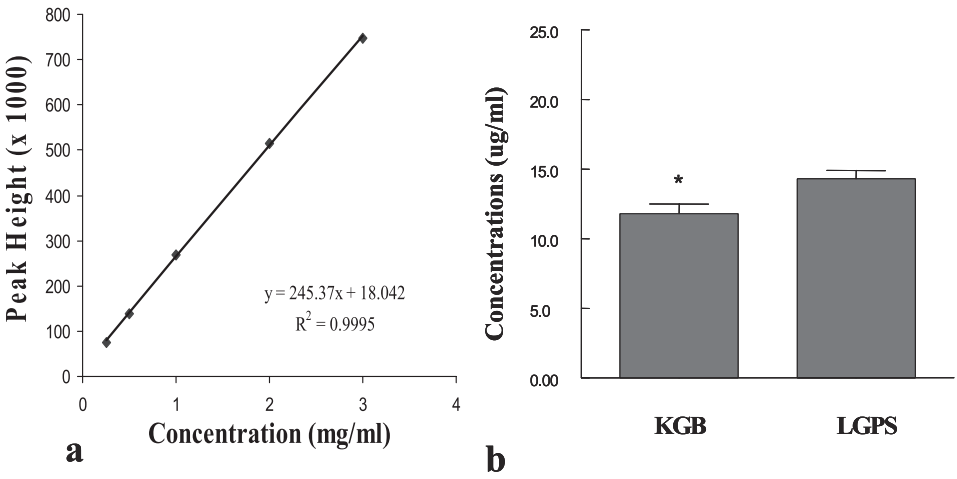 Peak Height (x 1000)
800
700
600
500
400
300
200
100
0
y = 245.37x + 18.042
R² = 0.9995
0 1 2 3 4
Concentration (mg/ml)
a
Concentrations (ug/ml)
25.0
20.0
15.0
10.0
5.0
0.00
*
KGB LGPS
b